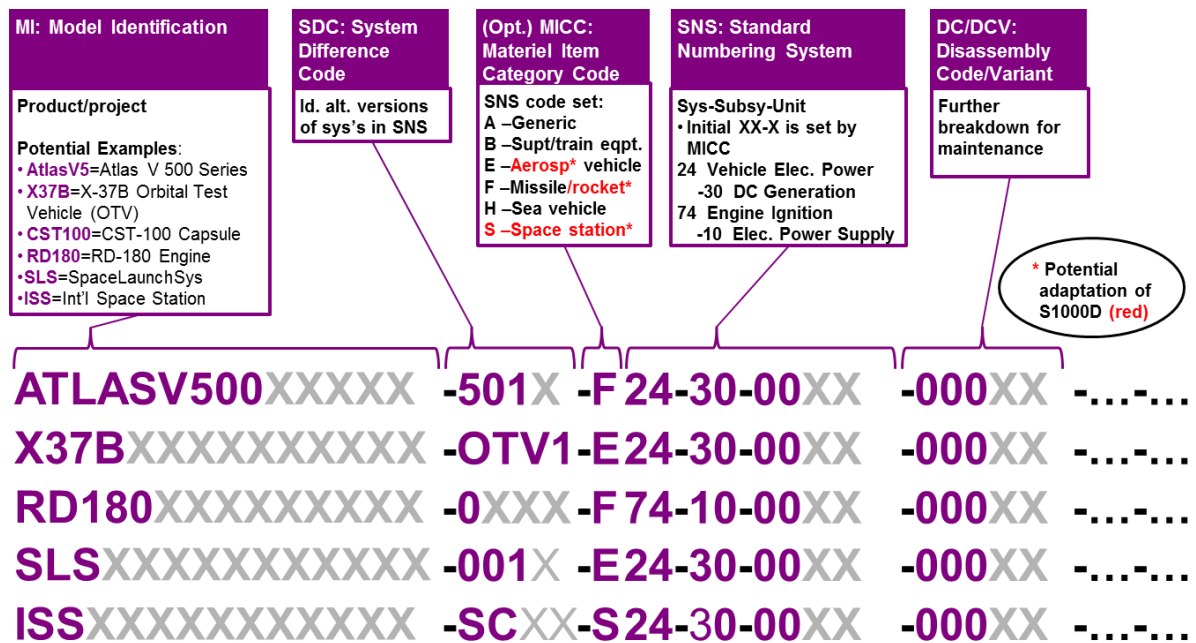 MI: Model Identification
Product/project
Potential Examples:
• AtlasV5=Atlas V 500 Series
• X37B=X-37B Orbital Test
Vehicle (OTV)
• CST100=CST-100 Capsule
• RD180=RD-180 Engine
• SLS=SpaceLaunchSys
• ISS=Int'l Space Station
SDC: System
Difference
Code
Id. alt. versions
of sys's in SNS
(Opt.) MICC:
Materiel Item
Category Code
SNS code set:
A –Generic
B –Supt/train eqpt.
E –Aerosp* vehicle
F –Missile/rocket*
H –Sea vehicle
S –Space station*
SNS: Standard
Numbering System
Sys-Subsy-Unit
• Initial XX-X is set by
MICC
24 Vehicle Elec. Power
-30 DC Generation
74 Engine Ignition
-10 Elec. Power Supply
DC/DCV:
Disassembly
Code/Variant
Further
breakdown for
maintenance
* Potential
adaptation of
S1000D (red)
ATLASV500XXXXX -501X -F24-30-00XX -000XX -...-...
X37BXXXXXXXXXX -OTV1-E24-30-00XX -000XX -...-...
RD180XXXXXXXXX -0XXX-F74-10-00XX -000XX -...-...
SLSXXXXXXXXXXX -001X -E24-30-00XX -000XX -...-...
ISSXXXXXXXXXXX -SCXX-S24-30-00XX -000XX -...-...